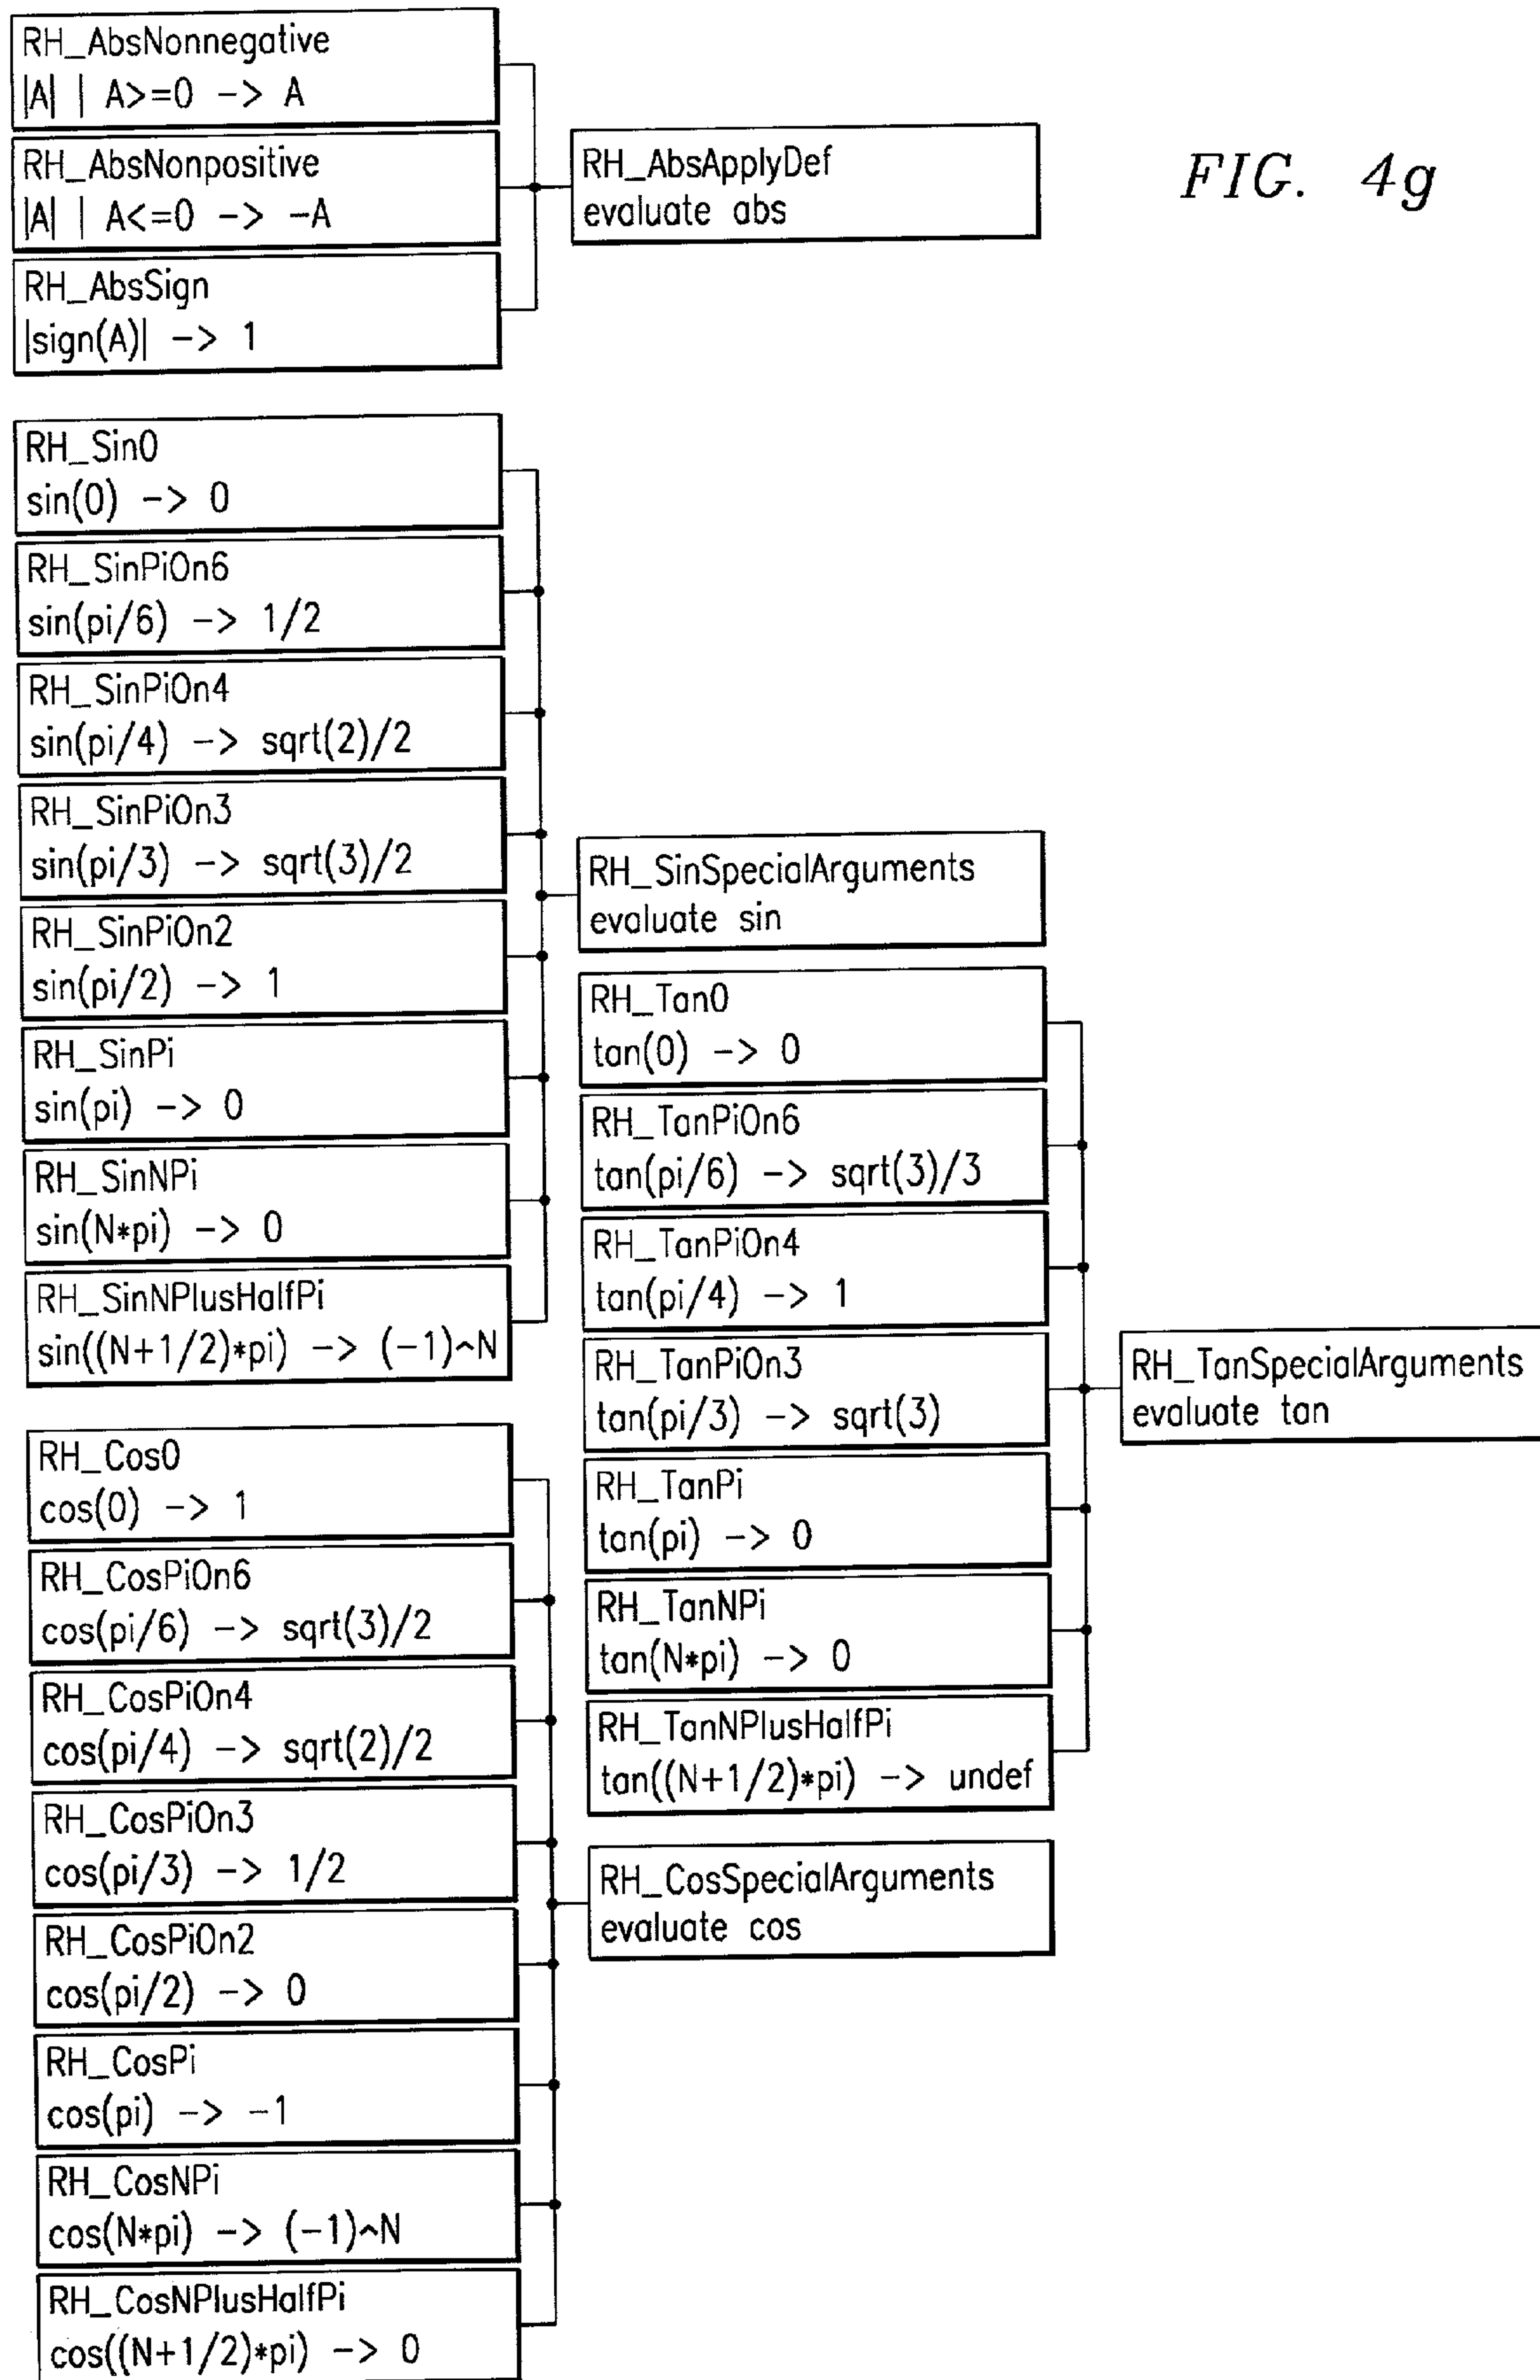 RH_AbsNonnegative
|A| | A>=0 -> A
RH_AbsNonpositive
|A| | A<=0 -> -A
RH_AbsSign
|sign(A)| -> 1
RH_AbsApplyDef
evaluate abs
FIG. 4g
RH_Sin0
sin(0) -> 0
RH_SinPiOn6
sin(pi/6) -> 1/2
RH_SinPiOn4
sin(pi/4) -> sqrt(2)/2
RH_SinPiOn3
sin(pi/3) -> sqrt(3)/2
RH_SinPiOn2
sin(pi/2) -> 1
RH_SinPi
sin(pi) -> 0
RH_SinNPi
sin(N*pi) -> 0
RH_SinNPlusHalfPi
sin((N+1/2)*pi) -> (-1)^N
RH_SinSpecialArguments
evaluate sin
RH_Tan0
tan(0) -> 0
RH_TanPiOn6
tan(pi/6) -> sqrt(3)/3
RH_TanPiOn4
tan(pi/4) -> 1
RH_TanPiOn3
tan(pi/3) -> sqrt(3)
RH_TanPi
tan(pi) -> 0
RH_TanNPi
tan(N*pi) -> 0
RH_TanNPlusHalfPi
tan((N+1/2)*pi) -> undef
RH_TanSpecialArguments
evaluate tan
RH_Cos0
cos(0) -> 1
RH_CosPiOn6
cos(pi/6) -> sqrt(3)/2
RH_CosPiOn4
cos(pi/4) -> sqrt(2)/2
RH_CosPiOn3
cos(pi/3) -> 1/2
RH_CosPiOn2
cos(pi/2) -> 0
RH_CosPi
cos(pi) -> -1
RH_CosNPi
cos(N*pi) -> (-1)^N
RH_CosNPlusHalfPi
cos((N+1/2)*pi) -> 0
RH_CosSpecialArguments
evaluate cos